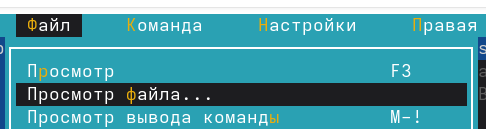 Файл Команда Настройки Правая
Просмотр F3
Просмотр файла...
Просмотр вывода команды M-!